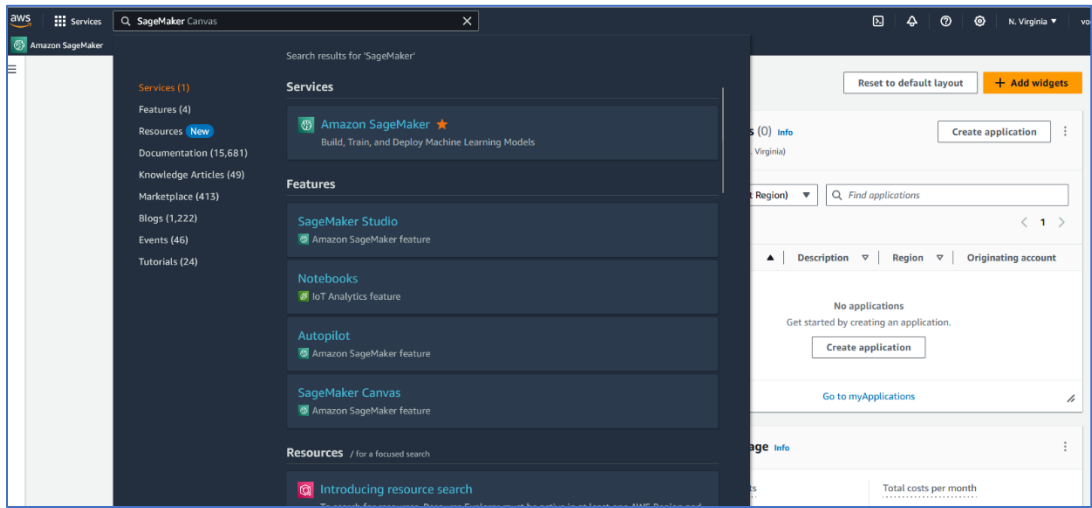 aws
Services
SageMaker Canvas
N. Virginia
Amazon SageMaker
Search results for 'SageMaker'
Services (1)
Features (4)
Resources New
Documentation (15,681)
Knowledge Articles (49)
Marketplace (413)
Blogs (1,222)
Events (46)
Tutorials (24)
Services
Amazon SageMaker
Build, Train, and Deploy Machine Learning Models
Features
SageMaker Studio
Amazon SageMaker feature
Notebooks
IoT Analytics feature
Autopilot
Amazon SageMaker feature
SageMaker Canvas
Amazon SageMaker feature
Resources / for a focused search
Introducing resource search
Reset to default layout
+ Add widgets
(0) Info
Create application
Virginia)
Region)
Find applications
1
Description
Region
Originating account
No applications
Get started by creating an application.
Create application
Go to myApplications
Info
Total costs per month